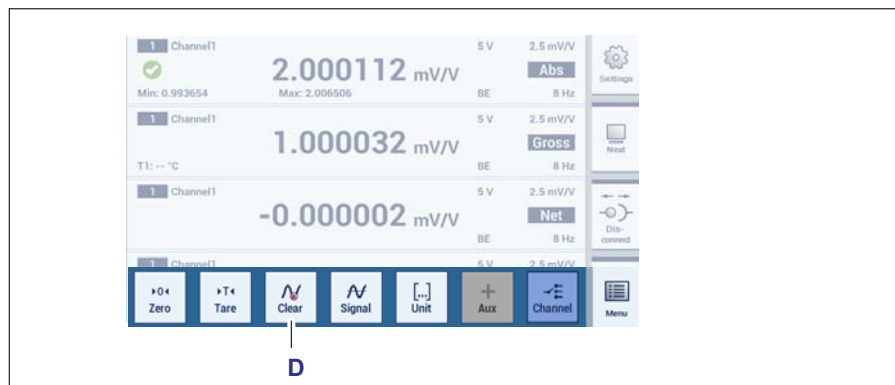 1 Channel1 5 V 2.5 mV/V
2.000112 mV/V Abs
Min: 0.993654 Max: 2.006506 BE 8 Hz
Settings
1 Channel1 5 V 2.5 mV/V
1.000032 mV/V Gross
T1: -- °C BE 8 Hz
Next
1 Channel1 5 V 2.5 mV/V
-0.000002 mV/V Net
BE 8 Hz
Dis-
connect
1 Channel1 5 V 2.5 mV/V
▸0◂ ▸T◂ [...] +
Zero Tare Clear Signal Unit Aux Channel Menu
D